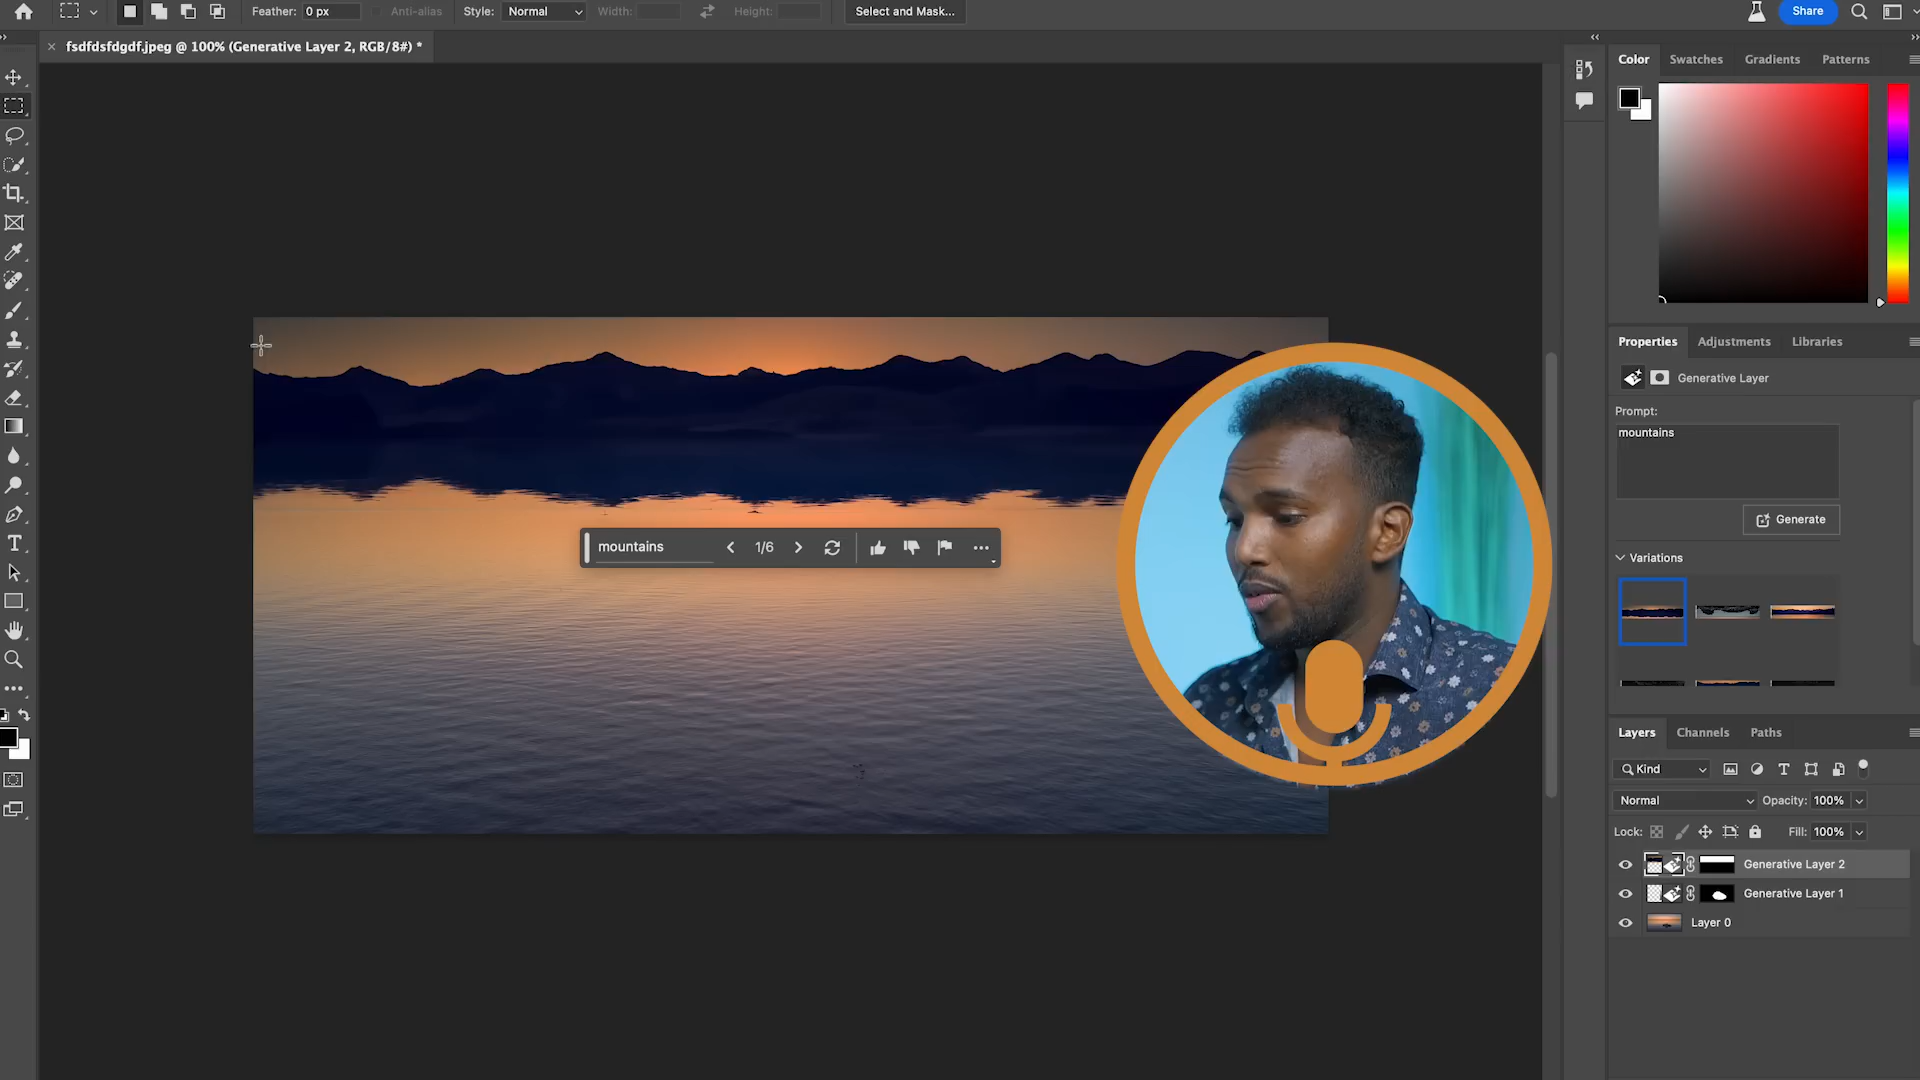 Feather: 0 px Anti-alias Style: Normal Width: Height: Select and Mask... Share
fsdfdsfdgdf.jpeg @ 100% (Generative Layer 2, RGB/8#) *
Color Swatches Gradients Patterns
Properties Adjustments Libraries
Generative Layer
Prompt:
mountains
Generate
mountains 1/6
Variations
Layers Channels Paths
Kind
Normal Opacity: 100%
Lock: Fill: 100%
Generative Layer 2
Generative Layer 1
Layer 0